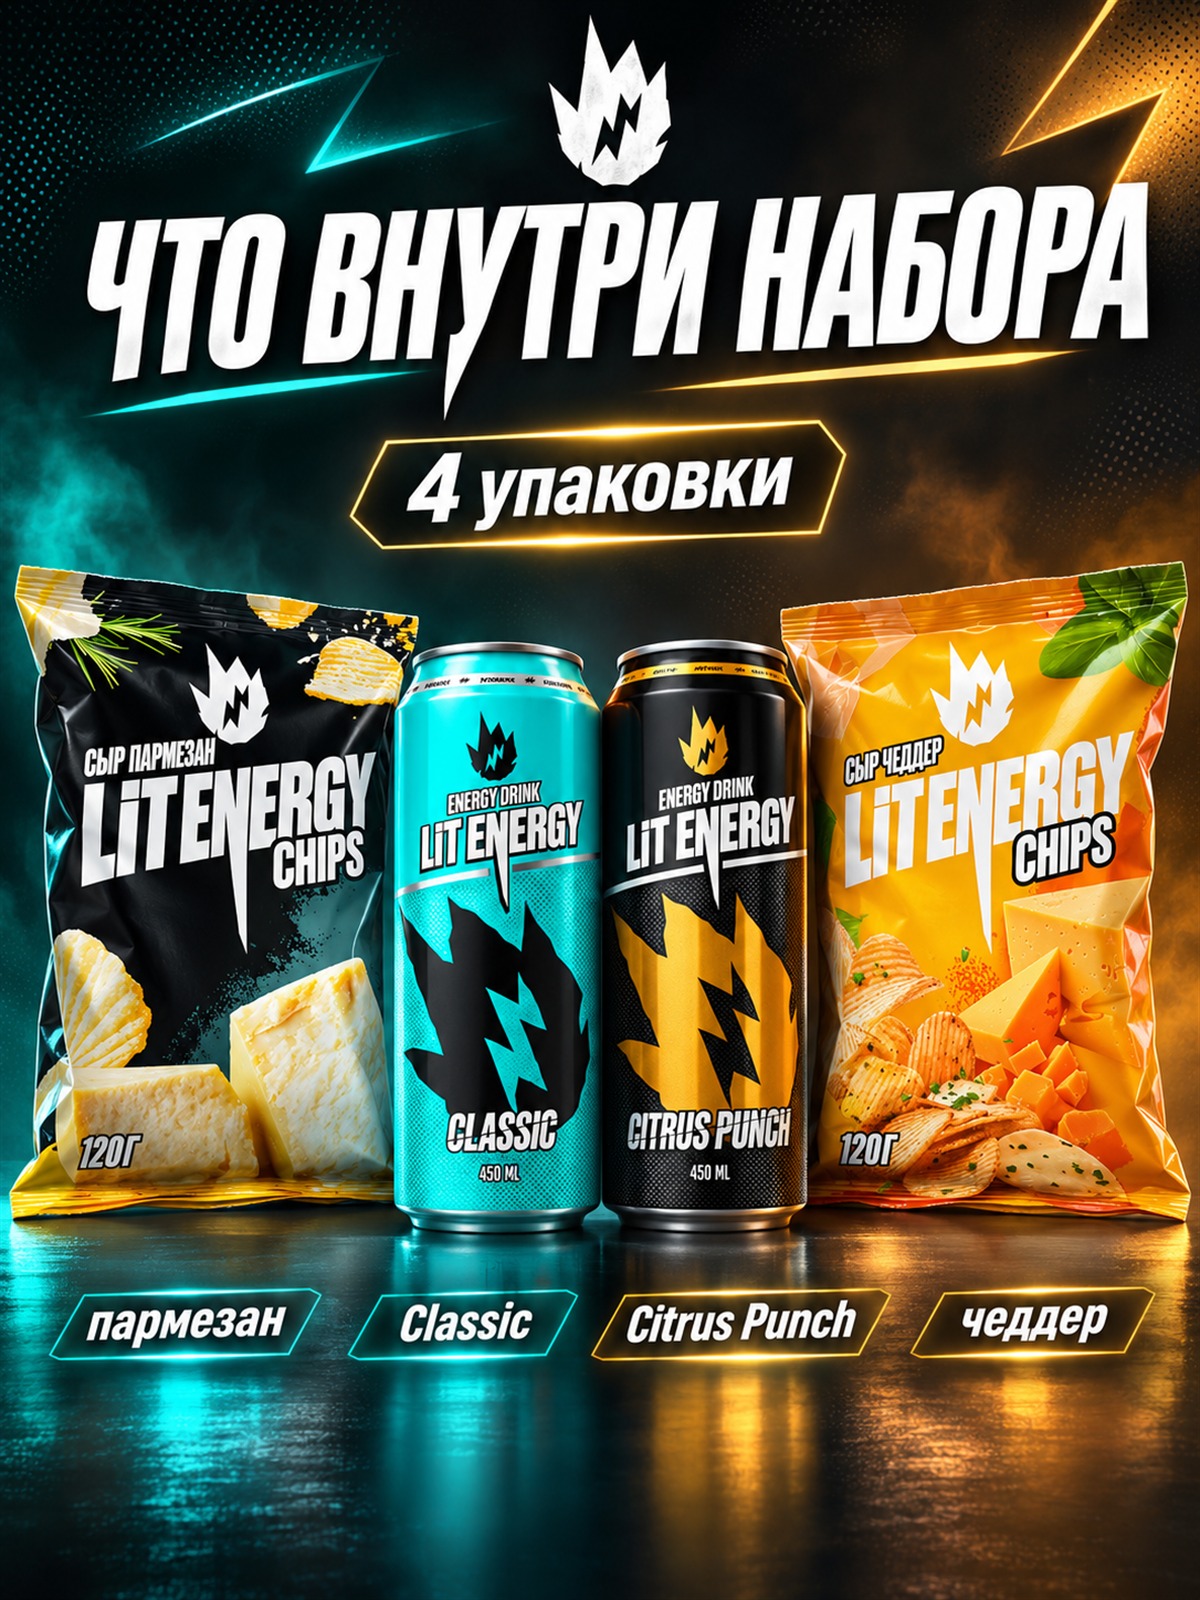 ЧТО ВНУТРИ НАБОРА
4 упаковки
СЫР ПАРМЕЗАН
LIT ENERGY
CHIPS
120Г
ENERGY DRINK
LIT ENERGY
CLASSIC
450 ML
ENERGY DRINK
LIT ENERGY
CITRUS PUNCH
450 ML
СЫР ЧЕДДЕР
LIT ENERGY
CHIPS
120Г
пармезан
Classic
Citrus Punch
чеддер